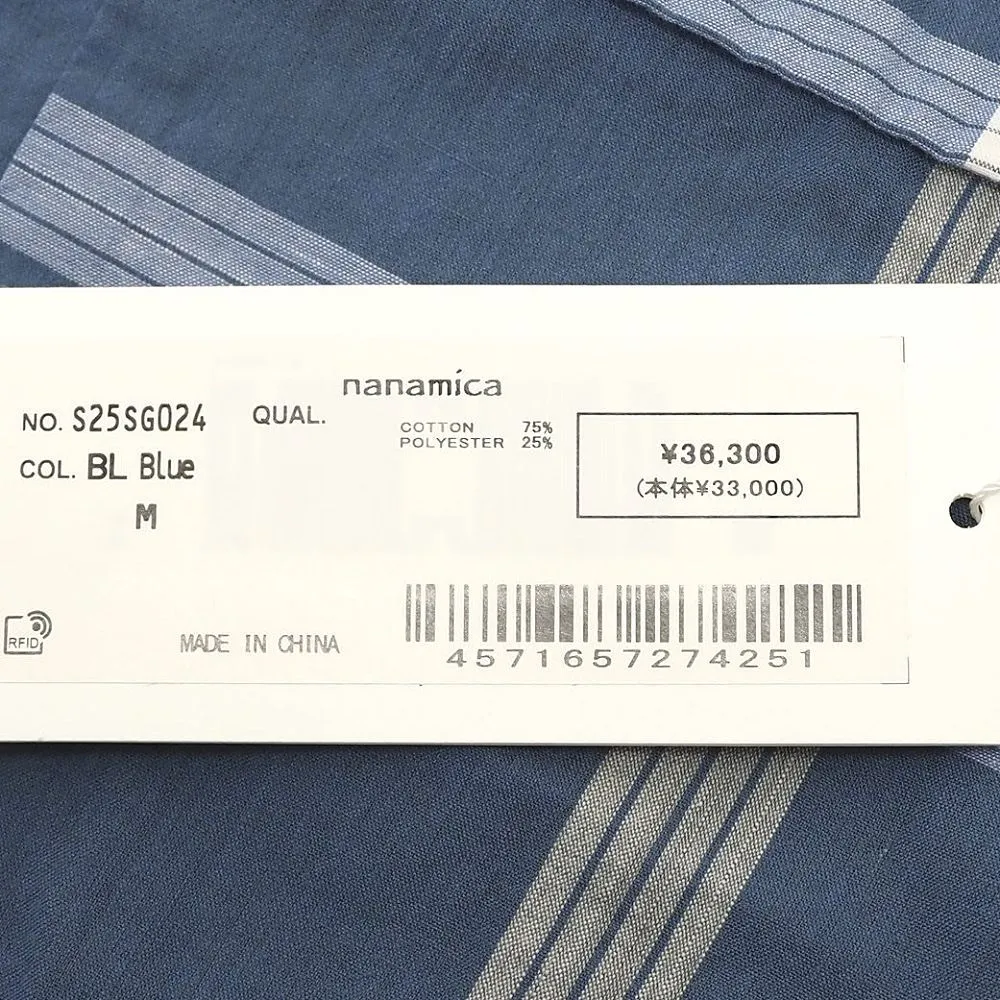 nanamica
NO. S25SG024
QUAL.
COTTON 75%
POLYESTER 25%
COL. BL Blue
M
¥36,300
(本体¥33,000)
RFID
MADE IN CHINA
4571657274251